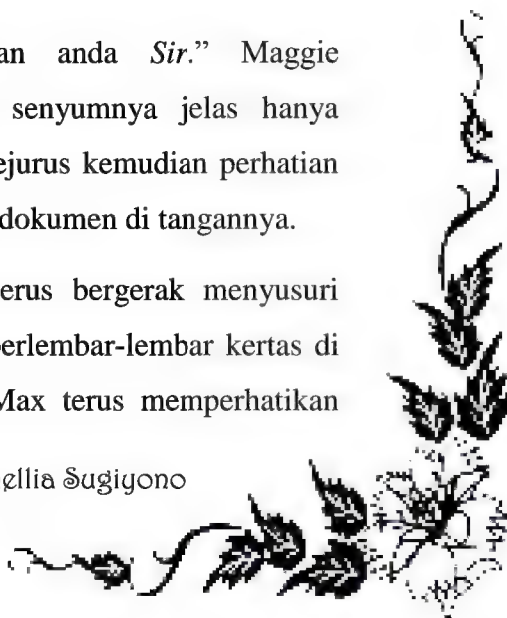 an anda Sir.” Maggie
senyumnya jelas hanya
ejurus kemudian perhatian
dokumen di tangannya.
erus bergerak menyusuri
erlembar-lembar kertas di
Max terus memperhatikan
ellia Sugiyono